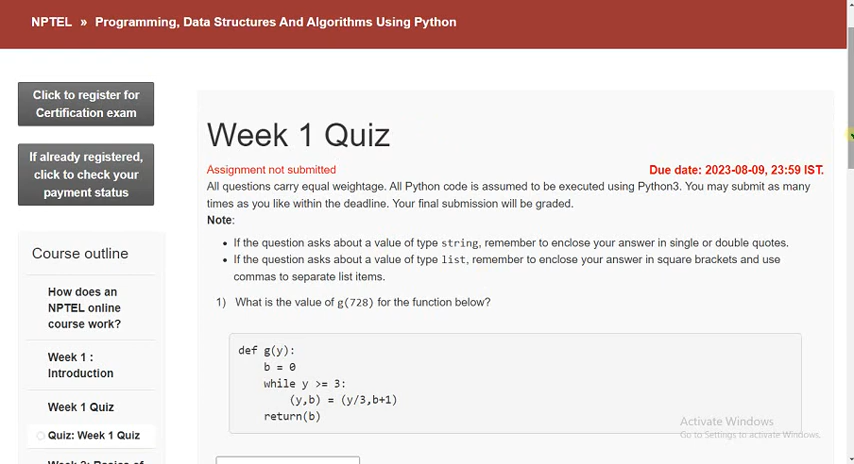 NPTEL » Programming, Data Structures And Algorithms Using Python
Click to register for
Certification exam
If already registered,
click to check your
payment status
Course outline
How does an
NPTEL online
course work?
Week 1 :
Introduction
Week 1 Quiz
Quiz: Week 1 Quiz
Week 1 Quiz
Assignment not submitted
Due date: 2023-08-09, 23:59 IST.
All questions carry equal weightage. All Python code is assumed to be executed using Python3. You may submit as many
times as you like within the deadline. Your final submission will be graded.
Note:
• If the question asks about a value of type string, remember to enclose your answer in single or double quotes.
• If the question asks about a value of type list, remember to enclose your answer in square brackets and use
commas to separate list items.
1) What is the value of g(728) for the function below?
def g(y):
b = 0
while y >= 3:
(y,b) = (y/3,b+1)
return(b)
Activate Windows
Go to Settings to activate Windows.